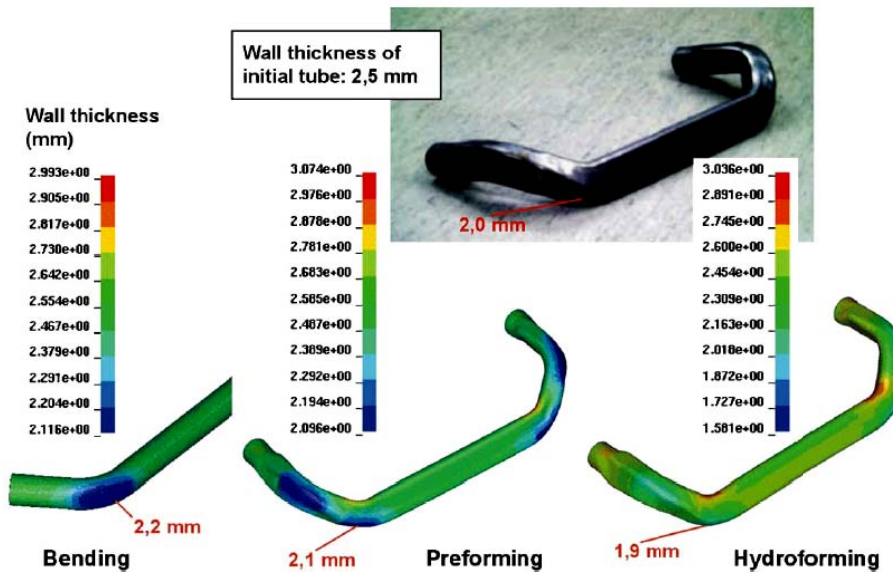 Wall thickness of
initial tube: 2,5 mm
Wall thickness
(mm)
2.993e+00
2.905e+00
2.817e+00
2.730e+00
2.642e+00
2.554e+00
2.467e+00
2.379e+00
2.291e+00
2.204e+00
2.116e+00
3.074e+00
2.976e+00
2.878e+00
2.781e+00
2.683e+00
2.585e+00
2.487e+00
2.389e+00
2.292e+00
2.194e+00
2.096e+00
3.036e+00
2.891e+00
2.745e+00
2.600e+00
2.454e+00
2.309e+00
2.163e+00
2.018e+00
1.872e+00
1.727e+00
1.581e+00
2,0 mm
2,2 mm
2,1 mm
1,9 mm
Bending
Preforming
Hydroforming